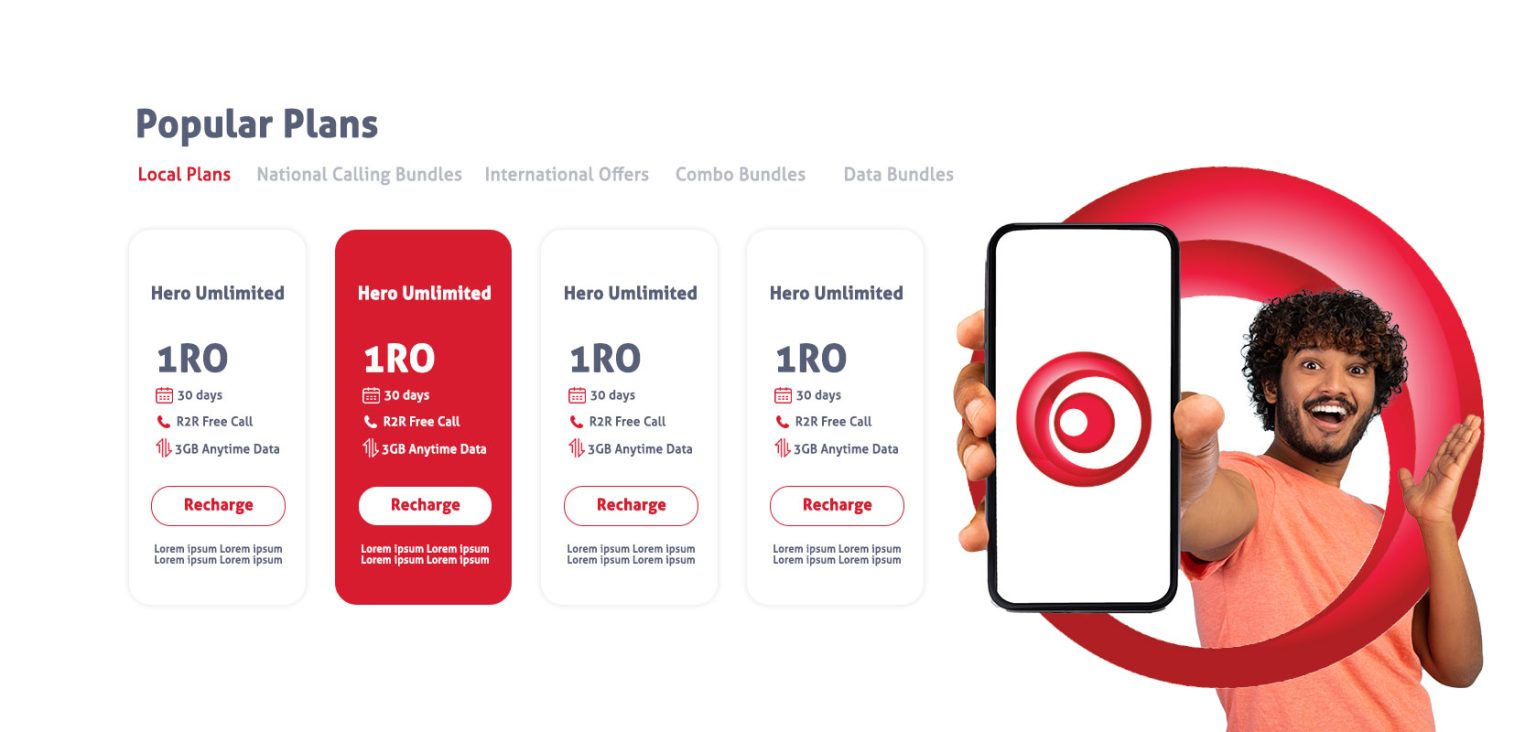 Popular Plans
Local Plans National Calling Bundles International Offers Combo Bundles Data Bundles
Hero Umlimited
1RO
30 days
R2R Free Call
3GB Anytime Data
Recharge
Lorem ipsum Lorem ipsum
Lorem ipsum Lorem ipsum
Hero Umlimited
1RO
30 days
R2R Free Call
3GB Anytime Data
Recharge
Lorem ipsum Lorem ipsum
Lorem ipsum Lorem ipsum
Hero Umlimited
1RO
30 days
R2R Free Call
3GB Anytime Data
Recharge
Lorem ipsum Lorem ipsum
Lorem ipsum Lorem ipsum
Hero Umlimited
1RO
30 days
R2R Free Call
3GB Anytime Data
Recharge
Lorem ipsum Lorem ipsum
Lorem ipsum Lorem ipsum